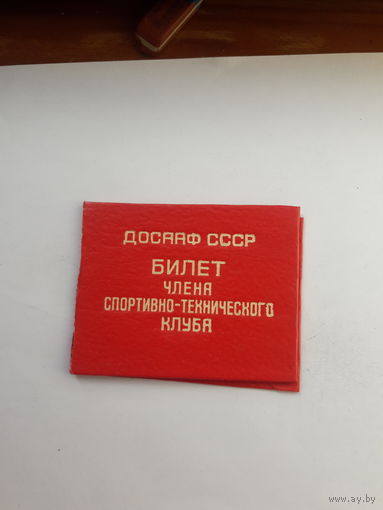 ДОСААФ СССР
БИЛЕТ
ЧЛЕНА
СПОРТИВНО-ТЕХНИЧЕСКОГО
КЛУБА
www.ay.by